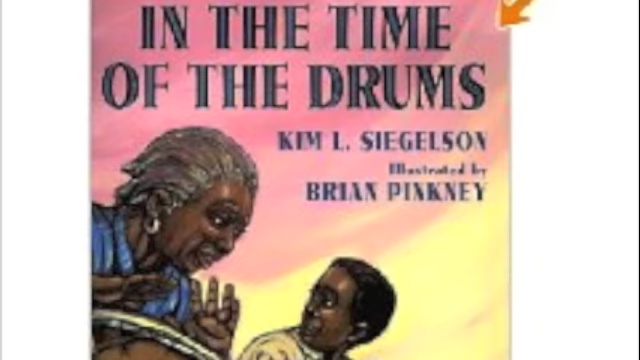 IN THE TIME
OF THE DRUMS
KIM L. SIEGELSON
Illustrated by
BRIAN PINKNEY